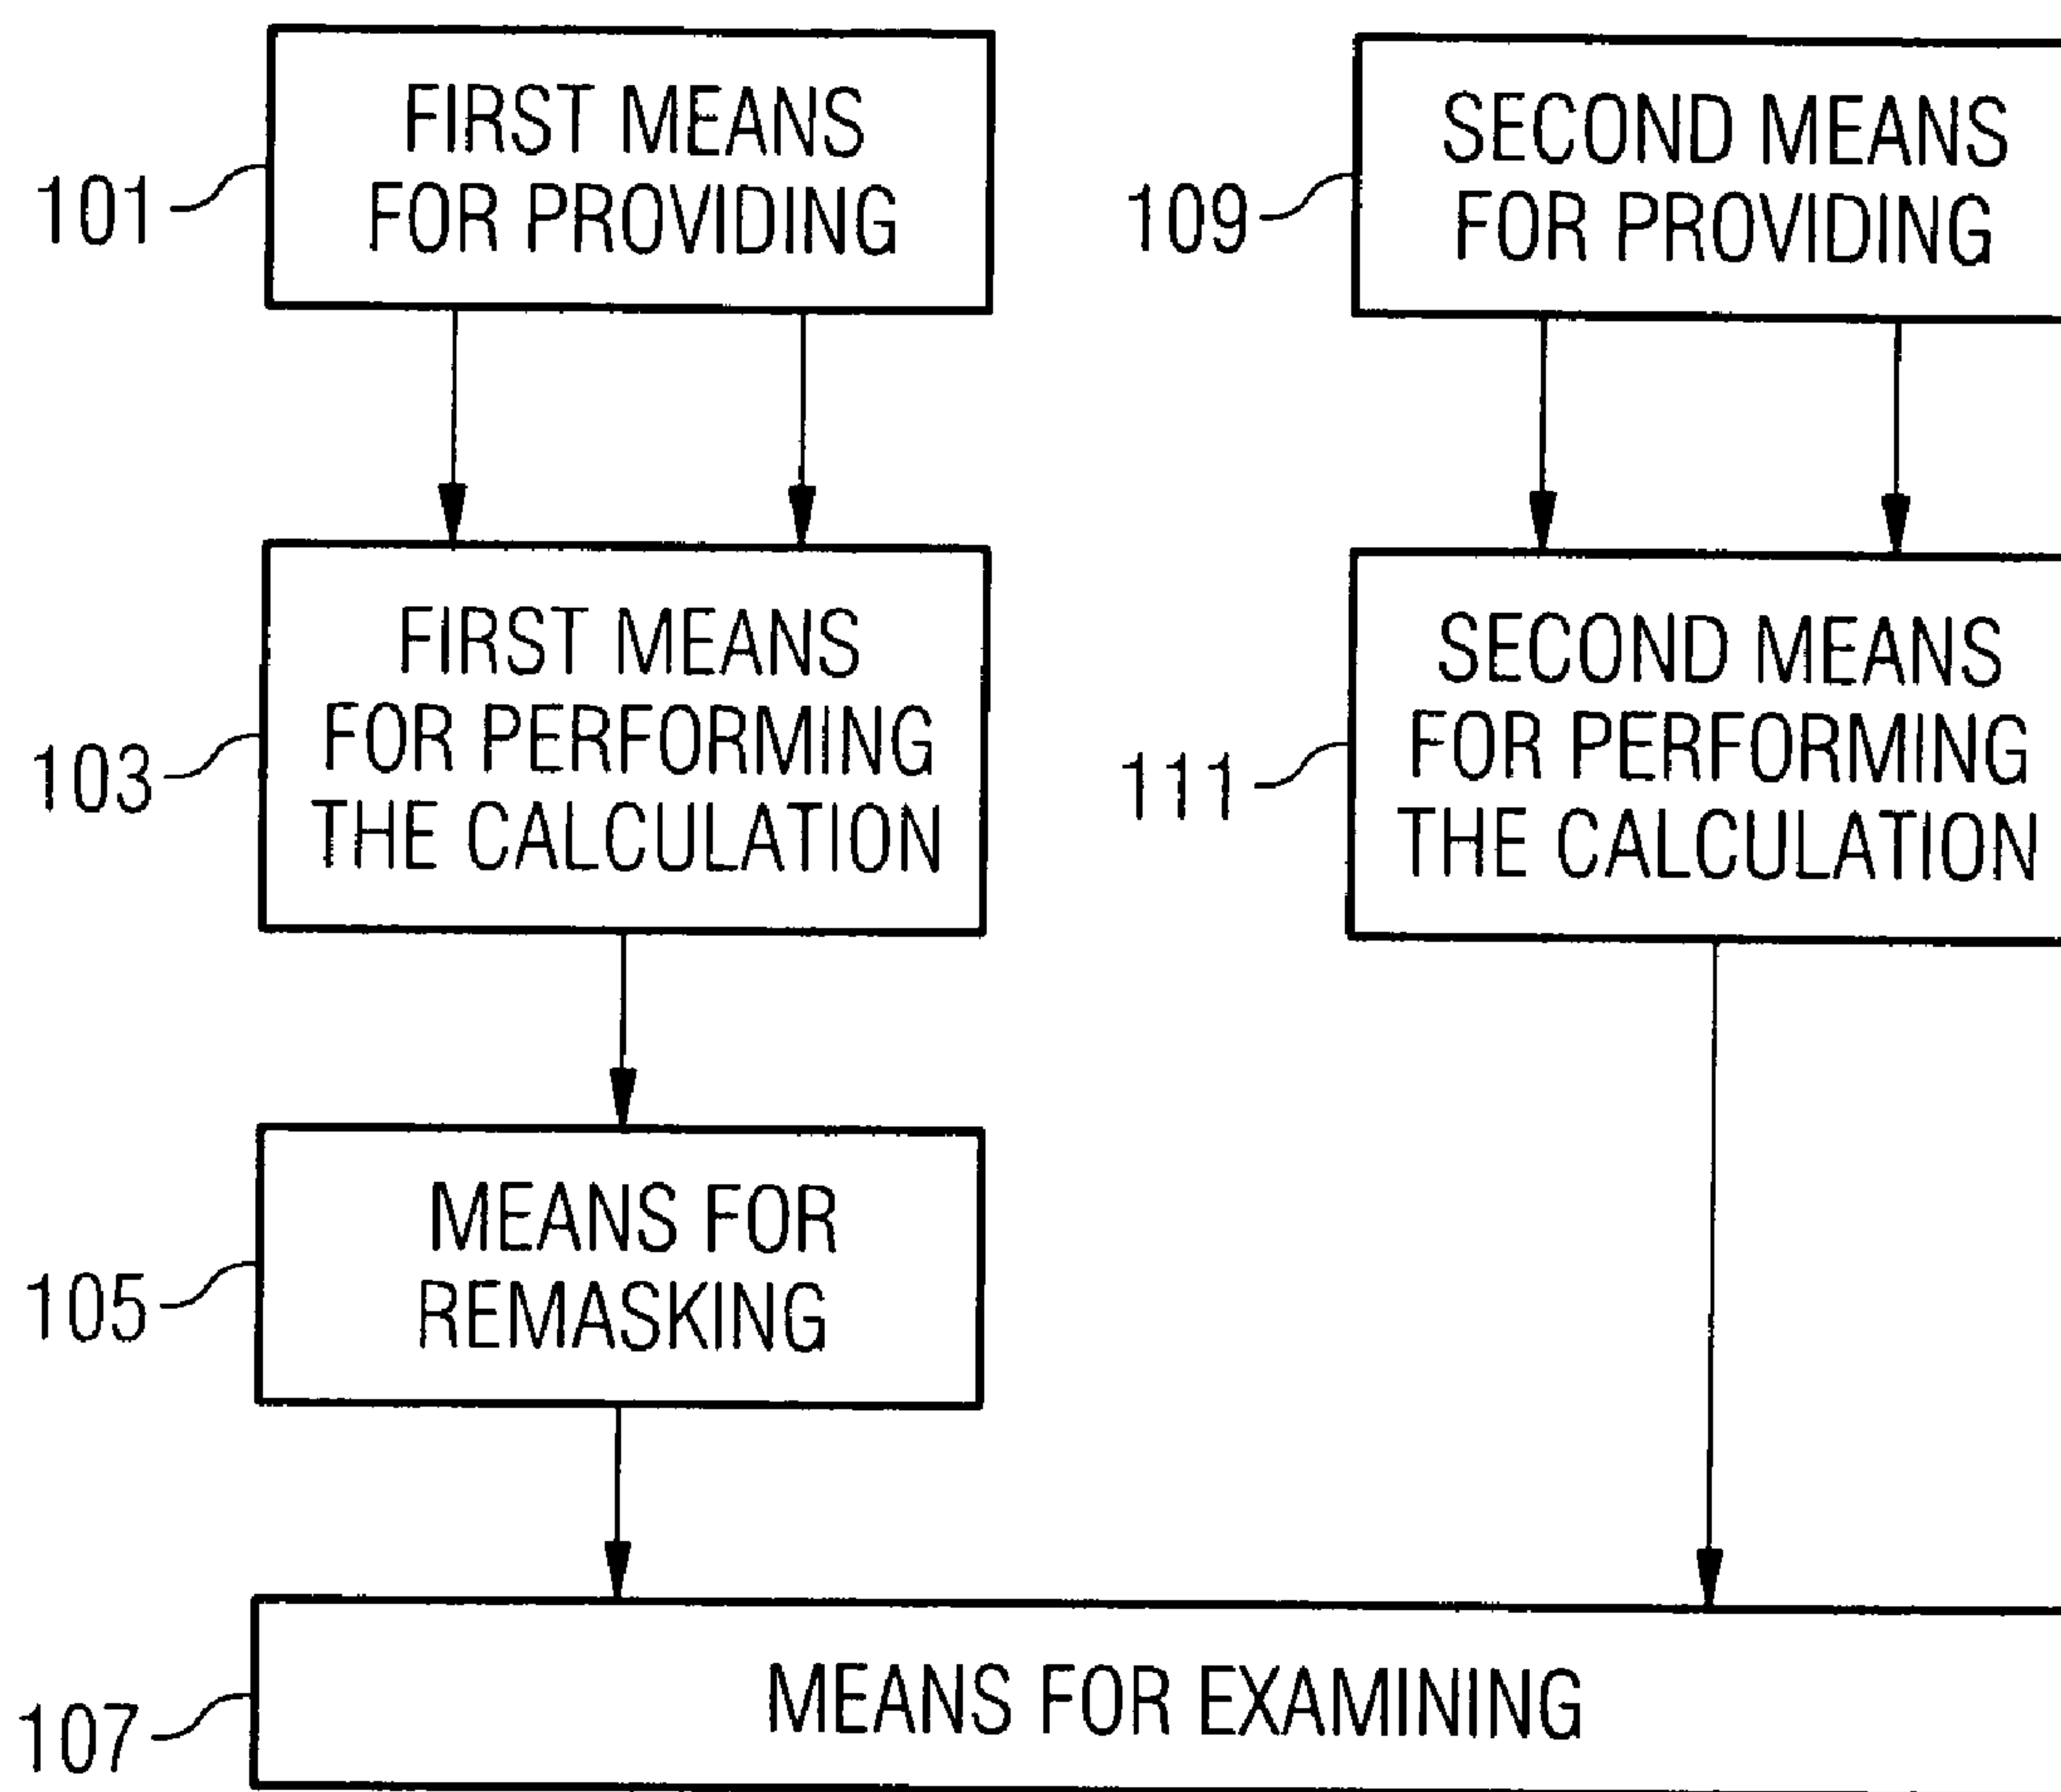 FIRST MEANS
FOR PROVIDING
101
SECOND MEANS
FOR PROVIDING
109
FIRST MEANS
FOR PERFORMING
THE CALCULATION
103
SECOND MEANS
FOR PERFORMING
THE CALCULATION
111
MEANS FOR
REMASKING
105
MEANS FOR EXAMINING
107